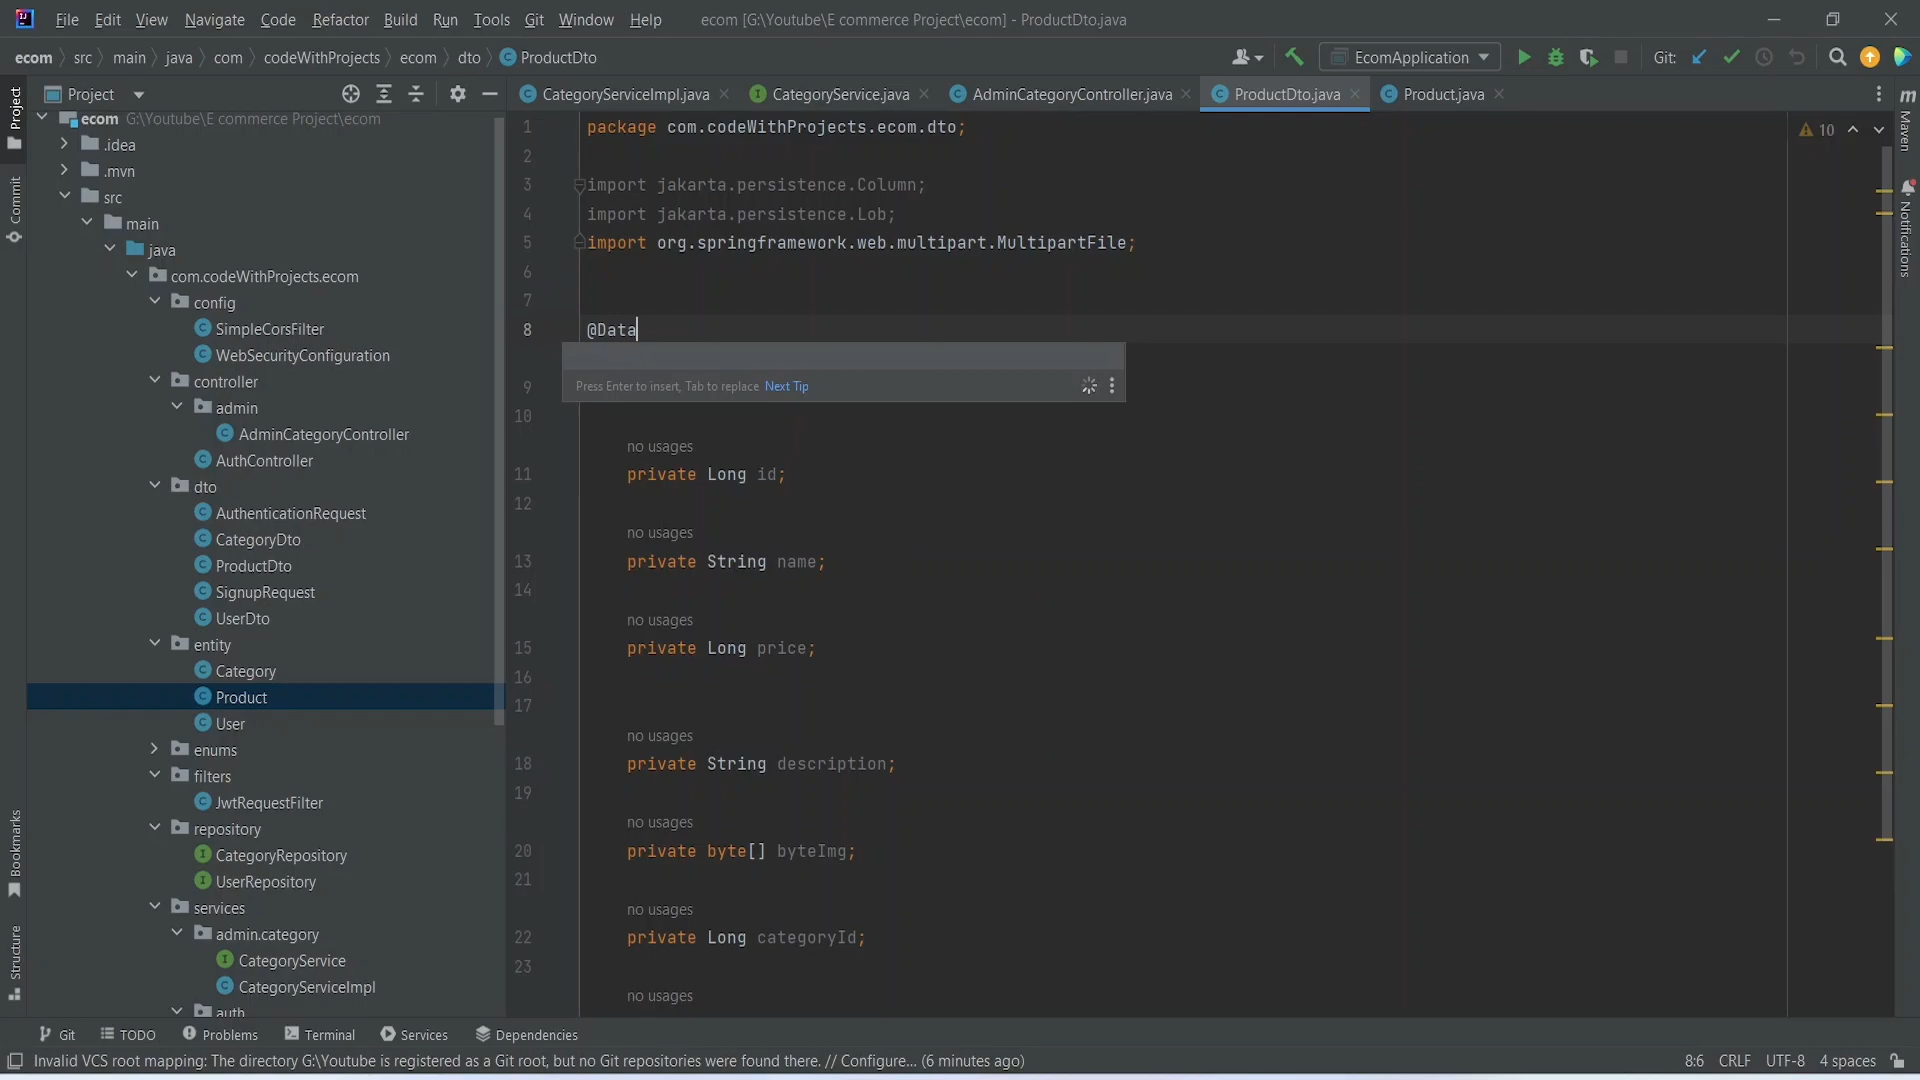 File Edit View Navigate Code Refactor Build Run Tools Git Window Help ecom [G:\Youtube\E commerce Project\ecom] - ProductDto.java
ecom src main java com codeWithProjects ecom dto ProductDto EcomApplication Git:
Project CategoryServiceImpl.java CategoryService.java AdminCategoryController.java ProductDto.java Product.java
ecom G:\Youtube\E commerce Project\ecom
.idea
.mvn
src
main
java
com.codeWithProjects.ecom
config
SimpleCorsFilter
WebSecurityConfiguration
controller
admin
AdminCategoryController
AuthController
dto
AuthenticationRequest
CategoryDto
ProductDto
SignupRequest
UserDto
entity
Category
Product
User
enums
filters
JwtRequestFilter
repository
CategoryRepository
UserRepository
services
admin.category
CategoryService
CategoryServiceImpl
auth
1 package com.codeWithProjects.ecom.dto;
2
3 import jakarta.persistence.Column;
4 import jakarta.persistence.Lob;
5 import org.springframework.web.multipart.MultipartFile;
6
7
8 @Data
Press Enter to insert, Tab to replace Next Tip
9
10
no usages
11 private Long id;
12
no usages
13 private String name;
14
no usages
15 private Long price;
16
17
no usages
18 private String description;
19
no usages
20 private byte[] byteImg;
21
no usages
22 private Long categoryId;
23
no usages
10
Project
Commit
Bookmarks
Structure
m
Maven
Notifications
Git TODO Problems Terminal Services Dependencies
Invalid VCS root mapping: The directory G:\Youtube is registered as a Git root, but no Git repositories were found there. // Configure... (6 minutes ago) 8:6 CRLF UTF-8 4 spaces